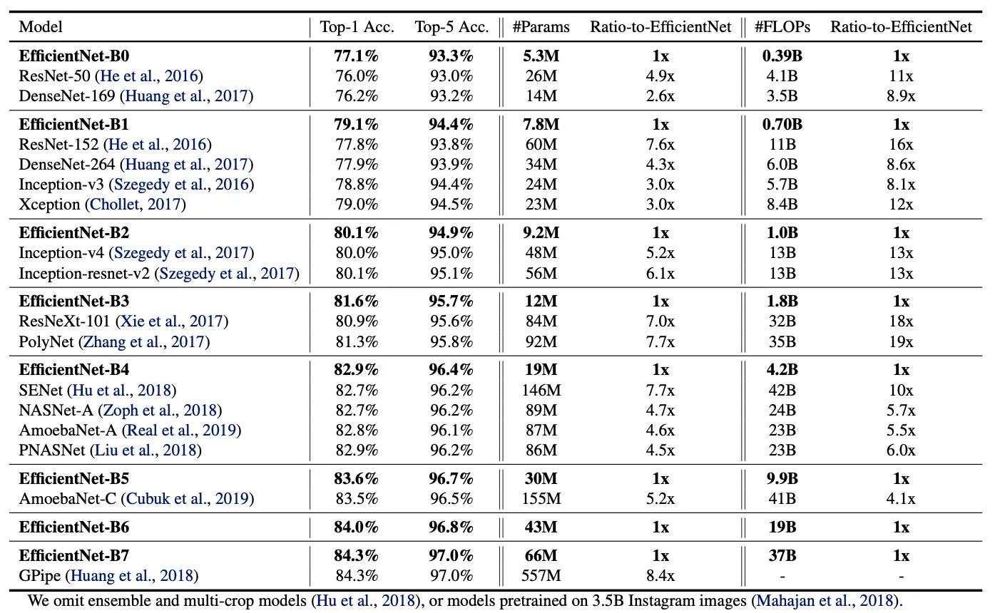 Model Top-1 Acc. Top-5 Acc. #Params Ratio-to-EfficientNet #FLOPs Ratio-to-EfficientNet
EfficientNet-B0 77.1% 93.3% 5.3M 1x 0.39B 1x
ResNet-50 (He et al., 2016) 76.0% 93.0% 26M 4.9x 4.1B 11x
DenseNet-169 (Huang et al., 2017) 76.2% 93.2% 14M 2.6x 3.5B 8.9x
EfficientNet-B1 79.1% 94.4% 7.8M 1x 0.70B 1x
ResNet-152 (He et al., 2016) 77.8% 93.8% 60M 7.6x 11B 16x
DenseNet-264 (Huang et al., 2017) 77.9% 93.9% 34M 4.3x 6.0B 8.6x
Inception-v3 (Szegedy et al., 2016) 78.8% 94.4% 24M 3.0x 5.7B 8.1x
Xception (Chollet, 2017) 79.0% 94.5% 23M 3.0x 8.4B 12x
EfficientNet-B2 80.1% 94.9% 9.2M 1x 1.0B 1x
Inception-v4 (Szegedy et al., 2017) 80.0% 95.0% 48M 5.2x 13B 13x
Inception-resnet-v2 (Szegedy et al., 2017) 80.1% 95.1% 56M 6.1x 13B 13x
EfficientNet-B3 81.6% 95.7% 12M 1x 1.8B 1x
ResNeXt-101 (Xie et al., 2017) 80.9% 95.6% 84M 7.0x 32B 18x
PolyNet (Zhang et al., 2017) 81.3% 95.8% 92M 7.7x 35B 19x
EfficientNet-B4 82.9% 96.4% 19M 1x 4.2B 1x
SENet (Hu et al., 2018) 82.7% 96.2% 146M 7.7x 42B 10x
NASNet-A (Zoph et al., 2018) 82.7% 96.2% 89M 4.7x 24B 5.7x
AmoebaNet-A (Real et al., 2019) 82.8% 96.1% 87M 4.6x 23B 5.5x
PNASNet (Liu et al., 2018) 82.9% 96.2% 86M 4.5x 23B 6.0x
EfficientNet-B5 83.6% 96.7% 30M 1x 9.9B 1x
AmoebaNet-C (Cubuk et al., 2019) 83.5% 96.5% 155M 5.2x 41B 4.1x
EfficientNet-B6 84.0% 96.8% 43M 1x 19B 1x
EfficientNet-B7 84.3% 97.0% 66M 1x 37B 1x
GPipe (Huang et al., 2018) 84.3% 97.0% 557M 8.4x - -
We omit ensemble and multi-crop models (Hu et al., 2018), or models pretrained on 3.5B Instagram images (Mahajan et al., 2018).